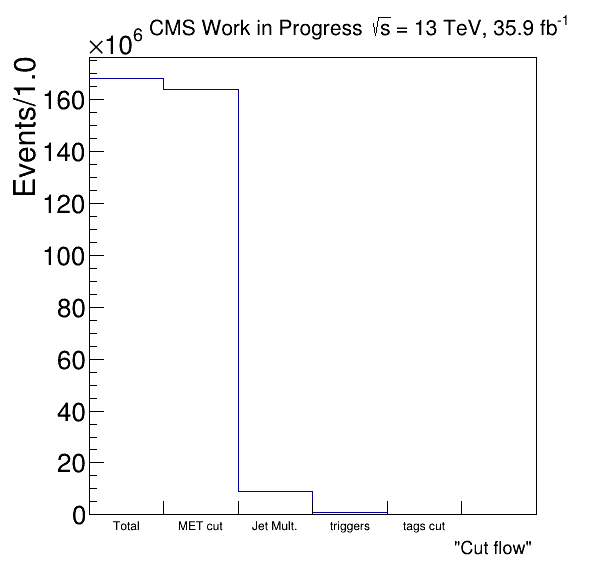 ×10⁶ CMS Work in Progress √s = 13 TeV, 35.9 fb⁻¹
Events/1.0
160
140
120
100
80
60
40
20
0
Total MET cut Jet Mult. triggers tags cut
"Cut flow"